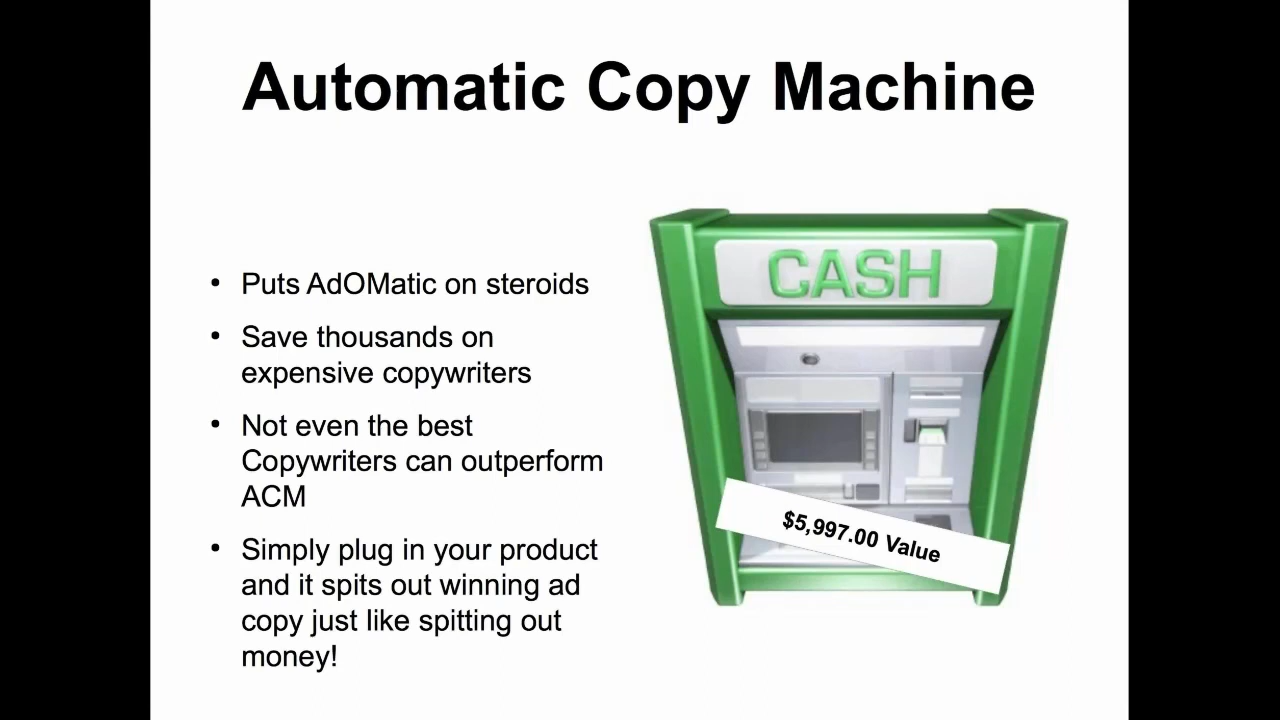 Automatic Copy Machine
CASH
• Puts AdOMatic on steroids
• Save thousands on
expensive copywriters
• Not even the best
Copywriters can outperform
ACM
• Simply plug in your product
and it spits out winning ad
copy just like spitting out
money!
$5,997.00 Value